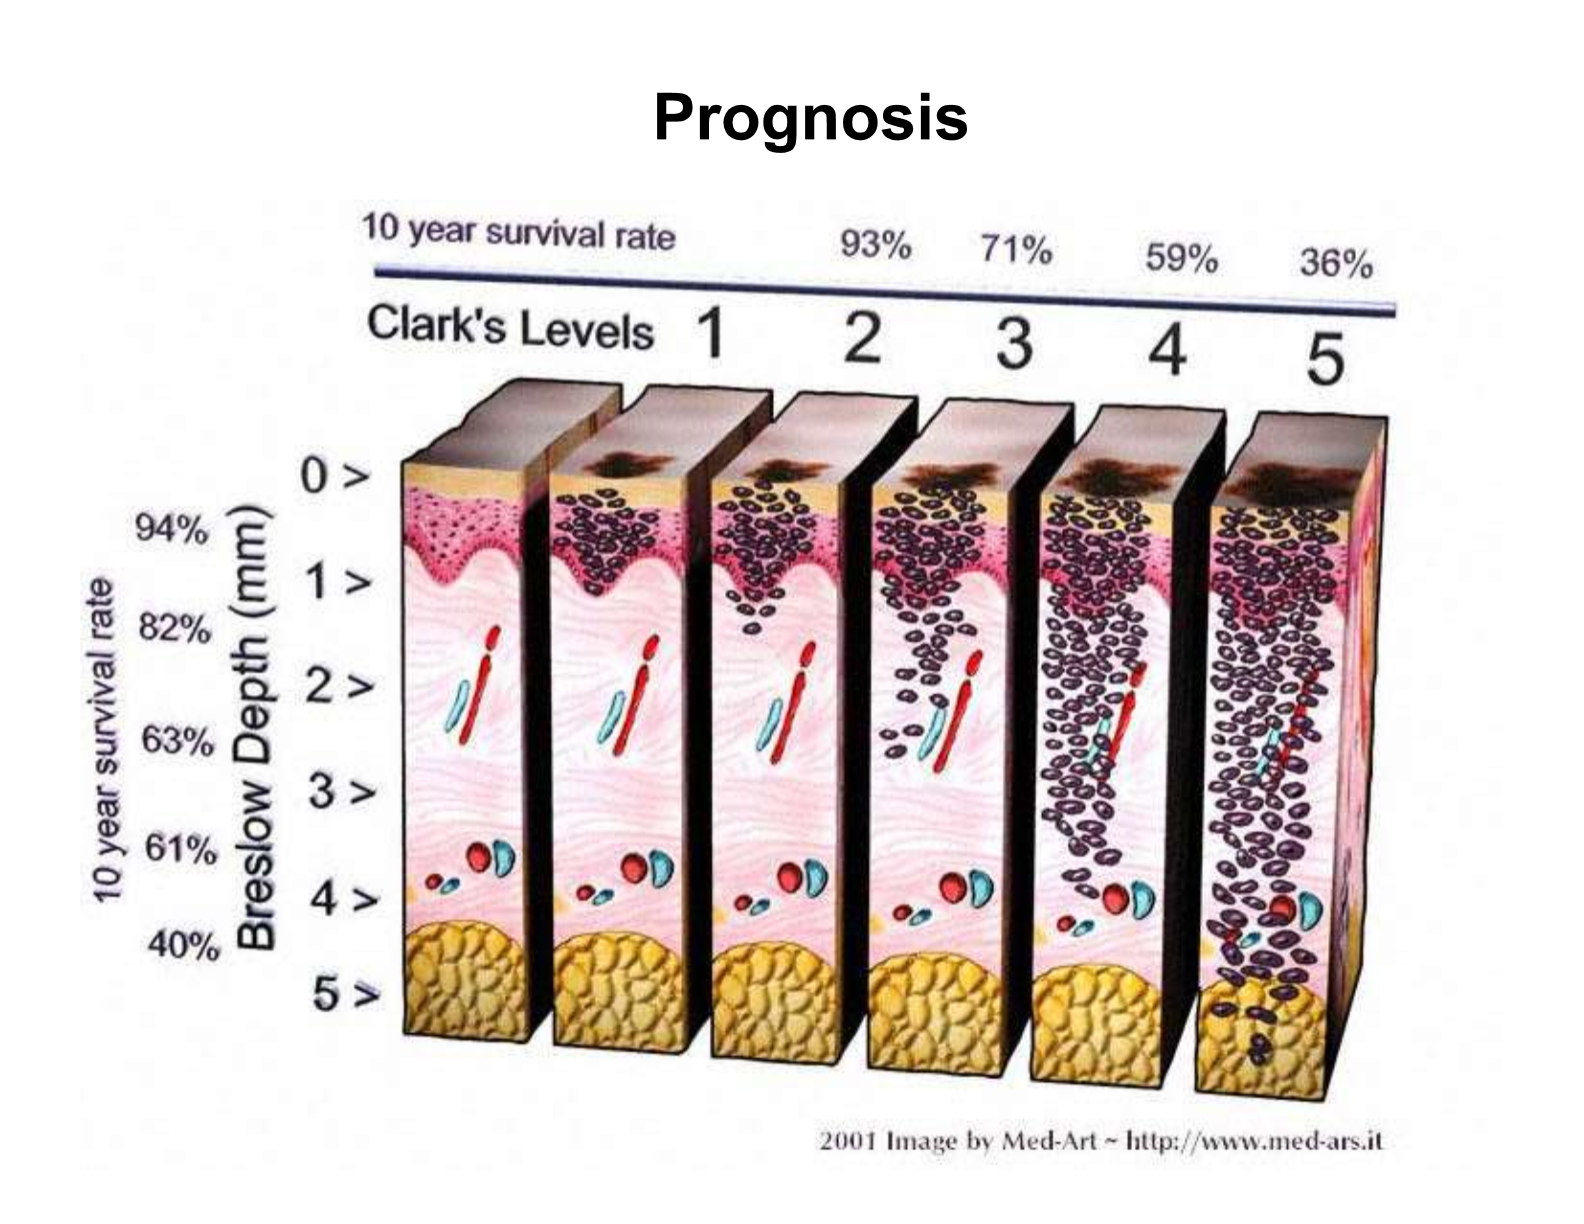 Prognosis
10 year survival rate 93% 71% 59% 36%
Clark's Levels 1 2 3 4 5
0 >
94%
1 >
82%
2 >
63%
3 >
61%
4 >
40%
5 >
10 year survival rate
Breslow Depth (mm)
2001 Image by Med-Art ~ http://www.med-ars.it